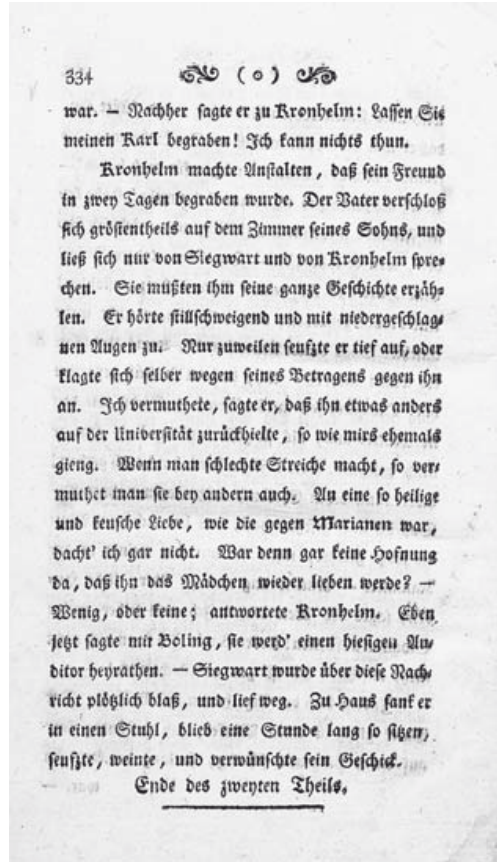 334 ( o )
war. — Nachher sagte er zu Kronhelm: Lassen Sie
meinen Karl begraben! Ich kann nichts thun.
Kronhelm machte Anstalten, daß sein Freund
in zwey Tagen begraben wurde. Der Vater verschloß
sich gröstentheils auf dem Zimmer seines Sohns, und
ließ sich nur von Siegwart und von Kronhelm spre-
chen. Sie mußten ihm seine ganze Geschichte erzäh-
len. Er hörte stillschweigend und mit niedergeschlag-
nen Augen zu. Nur zuweilen seufzte er tief auf, oder
klagte sich selber wegen seines Betragens gegen ihn
an. Ich vermuthete, sagte er, daß ihn etwas anders
auf der Universität zurückhielte, so wie mirs ehemals
gieng. Wenn man schlechte Streiche macht, so ver-
muthet man sie bey andern auch. An eine so heilige
und keusche Liebe, wie die gegen Marianen war,
dacht' ich gar nicht. War denn gar keine Hofnung
da, daß ihn das Mädchen wieder lieben werde? —
Wenig, oder keine; antwortete Kronhelm. Eben
jetzt sagte mir Boling, sie werd' einen hiesigen Au-
ditor heyrathen. — Siegwart wurde über diese Nach-
richt plötzlich blaß, und lief weg. Zu Haus sank er
in einen Stuhl, blieb eine Stunde lang so sitzen,
seufzte, weinte, und verwünschte sein Geschick.
Ende des zweyten Theils.